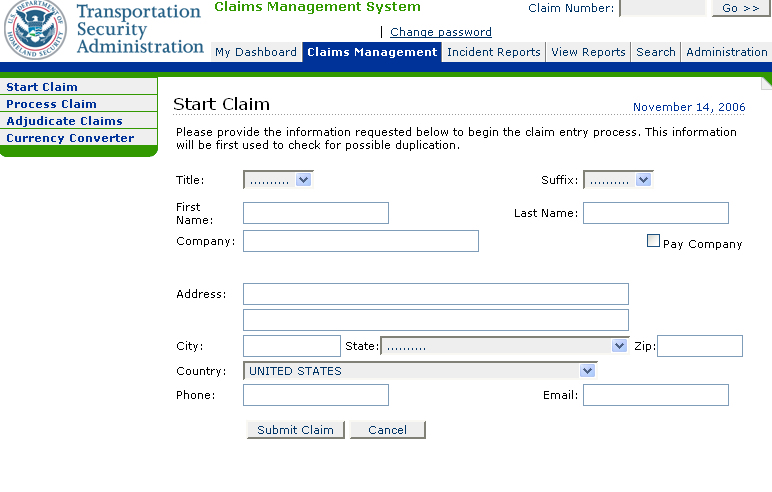 Transportation
Security
Administration
Claims Management System
Claim Number:
Go >>
| Change password
My Dashboard
Claims Management
Incident Reports
View Reports
Search
Administration
Start Claim
Process Claim
Adjudicate Claims
Currency Converter
Start Claim
November 14, 2006
Please provide the information requested below to begin the claim entry process. This information
will be first used to check for possible duplication.
Title: ..........
Suffix: ..........
First
Name:
Last Name:
Company:
Pay Company
Address:
City:
State: ..........
Zip:
Country: UNITED STATES
Phone:
Email:
Submit Claim
Cancel